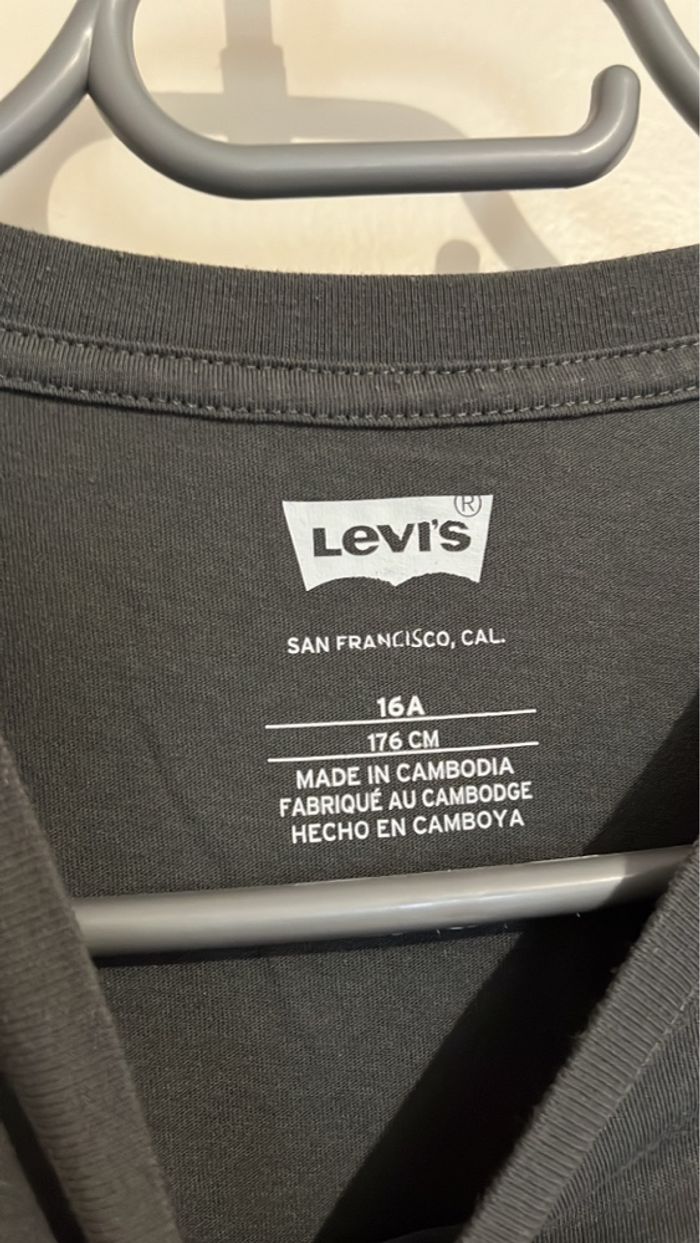 LEVI'S®
SAN FRANCISCO, CAL.
16A
176 CM
MADE IN CAMBODIA
FABRIQUÉ AU CAMBODGE
HECHO EN CAMBOYA